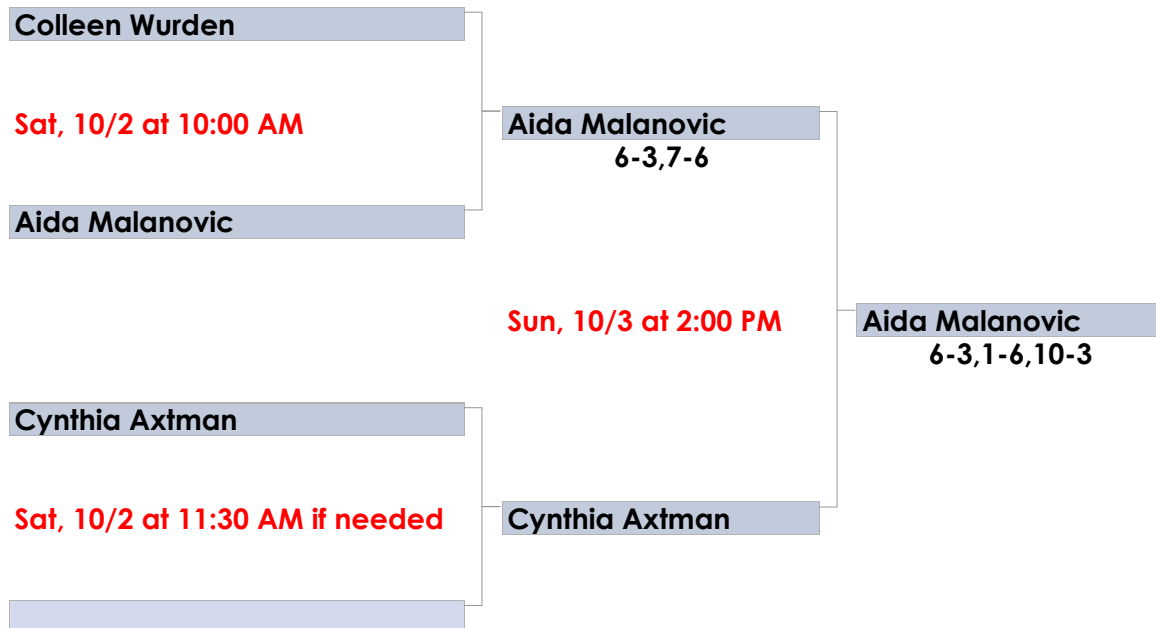 Colleen Wurden
Sat, 10/2 at 10:00 AM
Aida Malanovic
6-3,7-6
Aida Malanovic
Sun, 10/3 at 2:00 PM
Aida Malanovic
6-3,1-6,10-3
Cynthia Axtman
Sat, 10/2 at 11:30 AM if needed
Cynthia Axtman